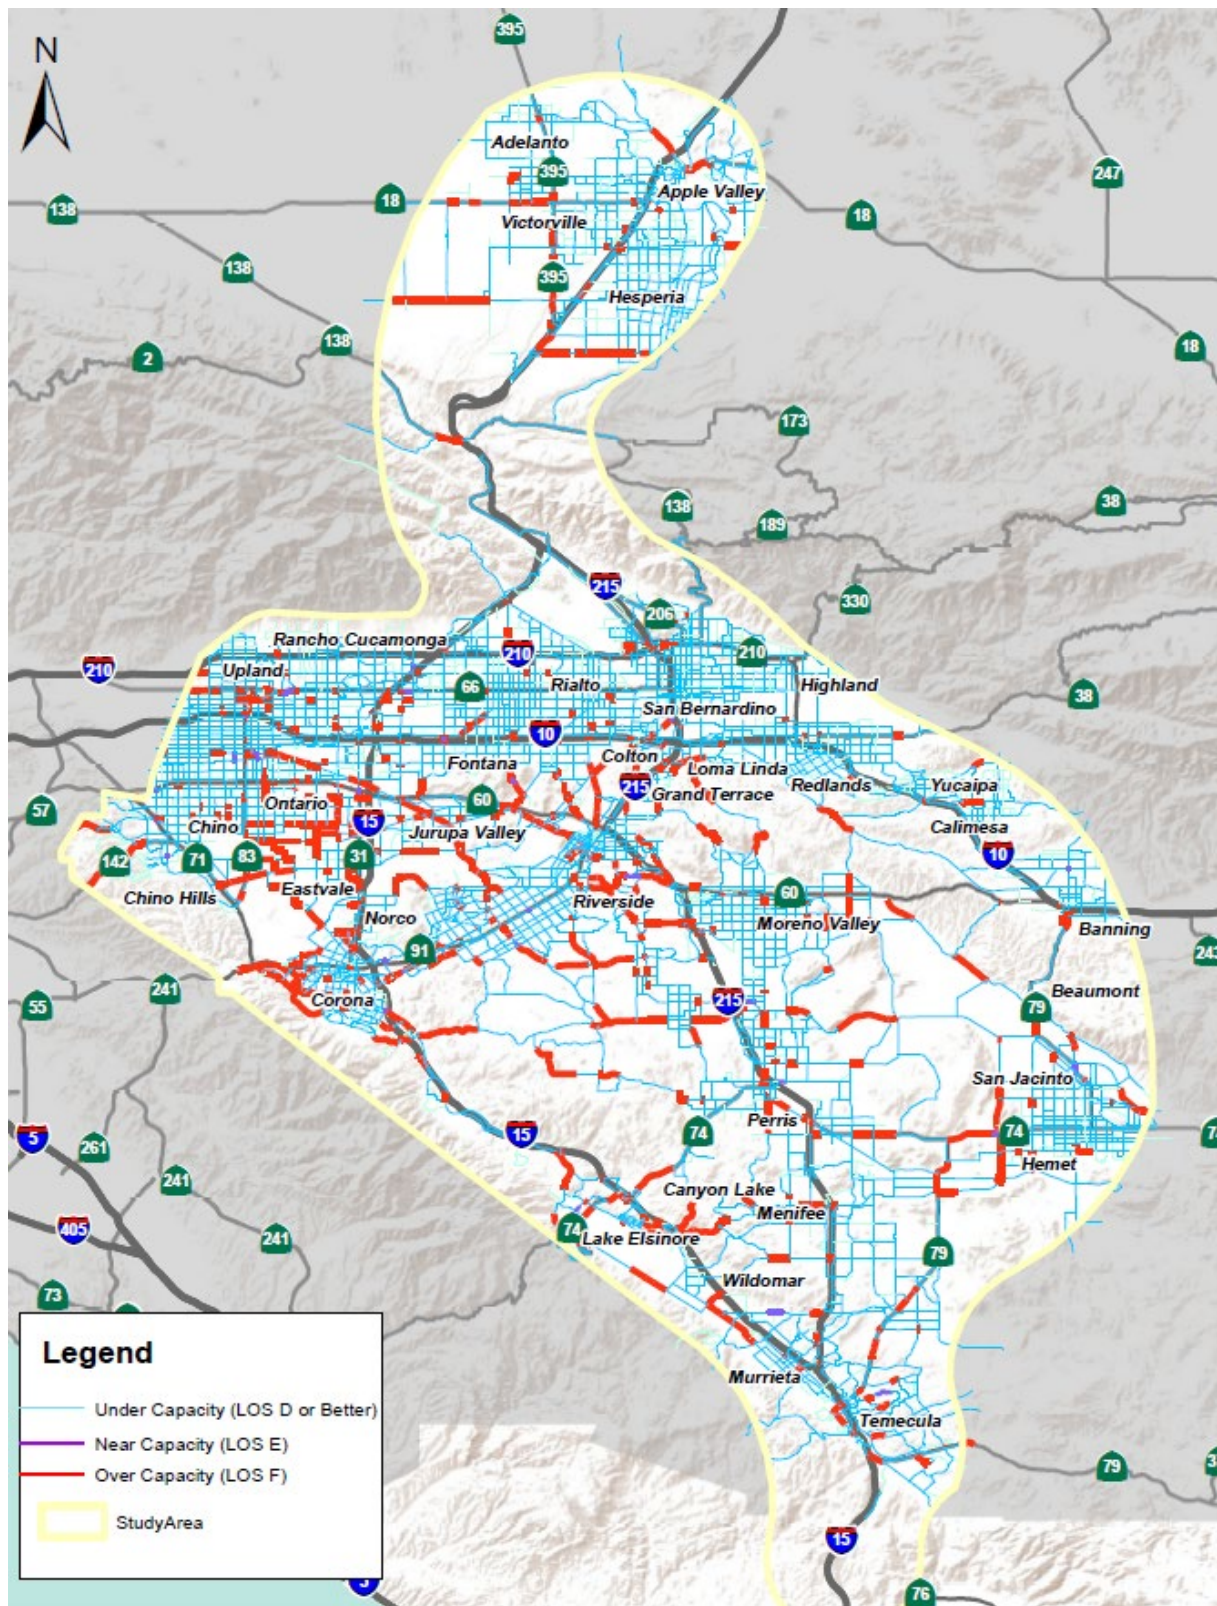 395
N
Adelanto
395
247
Apple Valley
18
138
18
Victorville
138
395
Hesperia
138
18
2
173
138
38
189
215
330
206
Rancho Cucamonga
210
210
210
Upland
66
Rialto
Highland
38
San Bernardino
10
Colton
Fontana
Loma Linda
215
Redlands
Yucaipa
Grand Terrace
57
Ontario
60
Chino
15
Jurupa Valley
Calimesa
10
142
71
83
31
Eastvale
60
Chino Hills
Riverside
Norco
Moreno Valley
Banning
91
243
241
Corona
215
Beaumont
55
79
San Jacinto
Perris
74
15
74
5
261
Hemet
241
Canyon Lake
Menifee
405
74
Lake Elsinore
241
79
Wildomar
73
Legend
Murrieta
Under Capacity (LOS D or Better)
Temecula
Near Capacity (LOS E)
Over Capacity (LOS F)
79
StudyArea
15
76